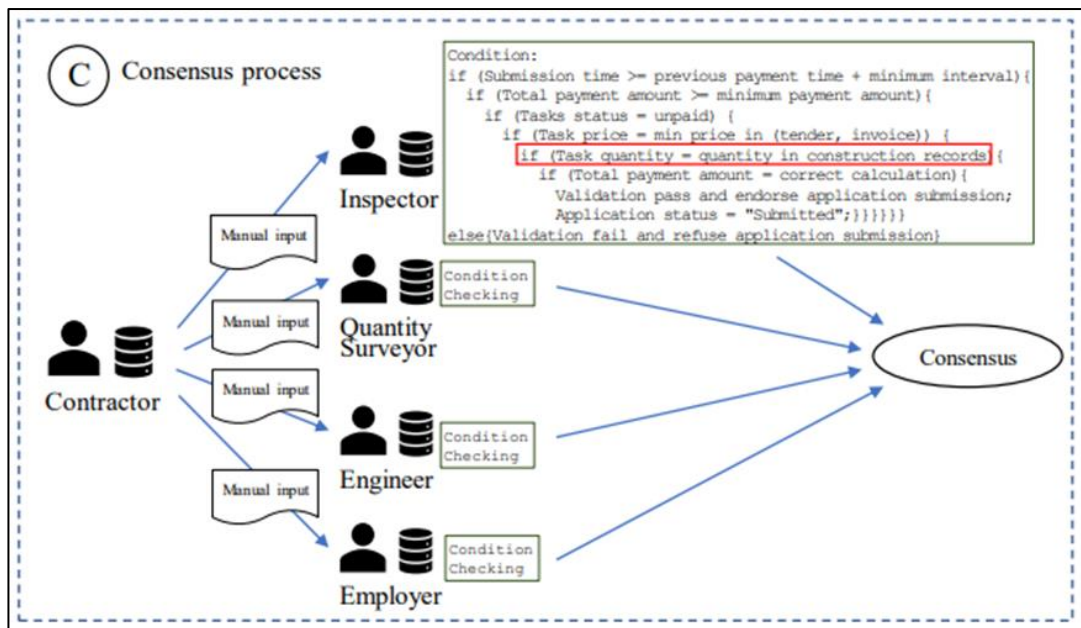 C Consensus process
Condition:
if (Submission time >= previous payment time + minimum interval){
if (Total payment amount >= minimum payment amount){
if (Tasks status = unpaid) {
if (Task price = min price in (tender, invoice)) {
if (Task quantity = quantity in construction records){
if (Total payment amount = correct calculation){
Validation pass and endorse application submission;
Application status = "Submitted";}}}}}}
else{Validation fail and refuse application submission}
Inspector
Manual input
Condition
Checking
Manual input
Quantity
Surveyor
Contractor
Consensus
Manual input
Condition
Checking
Engineer
Manual input
Condition
Checking
Employer